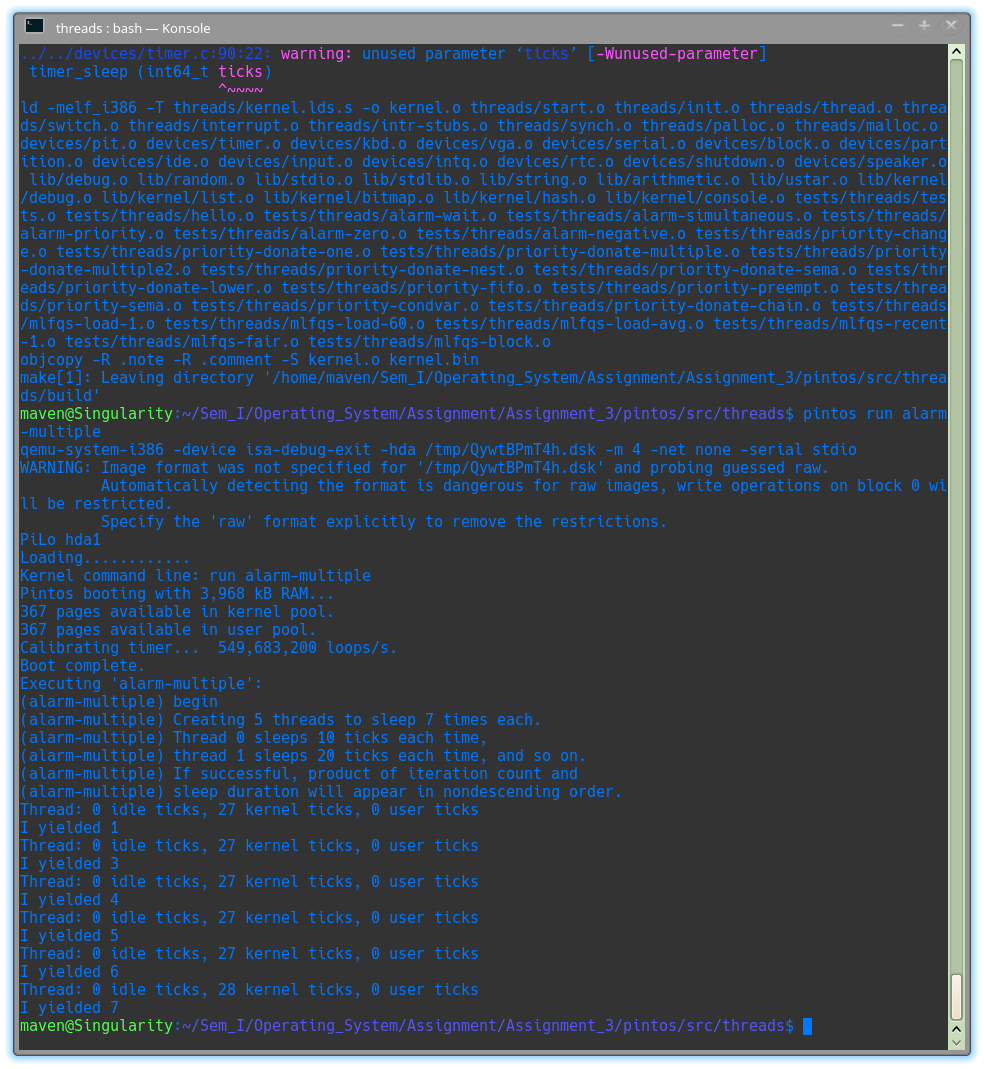 threads : bash — Konsole
../../devices/timer.c:90:22: warning: unused parameter ‘ticks’ [-Wunused-parameter]
 timer_sleep (int64_t ticks)
                      ^~~~~
ld -melf_i386 -T threads/kernel.lds.s -o kernel.o threads/start.o threads/init.o threads/thread.o threa
ds/switch.o threads/interrupt.o threads/intr-stubs.o threads/synch.o threads/palloc.o threads/malloc.o 
devices/pit.o devices/timer.o devices/kbd.o devices/vga.o devices/serial.o devices/block.o devices/part
ition.o devices/ide.o devices/input.o devices/intq.o devices/rtc.o devices/shutdown.o devices/speaker.o
 lib/debug.o lib/random.o lib/stdio.o lib/stdlib.o lib/string.o lib/arithmetic.o lib/ustar.o lib/kernel
/debug.o lib/kernel/list.o lib/kernel/bitmap.o lib/kernel/hash.o lib/kernel/console.o tests/threads/tes
ts.o tests/threads/hello.o tests/threads/alarm-wait.o tests/threads/alarm-simultaneous.o tests/threads/
alarm-priority.o tests/threads/alarm-zero.o tests/threads/alarm-negative.o tests/threads/priority-chang
e.o tests/threads/priority-donate-one.o tests/threads/priority-donate-multiple.o tests/threads/priority
-donate-multiple2.o tests/threads/priority-donate-nest.o tests/threads/priority-donate-sema.o tests/thr
eads/priority-donate-lower.o tests/threads/priority-fifo.o tests/threads/priority-preempt.o tests/threa
ds/priority-sema.o tests/threads/priority-condvar.o tests/threads/priority-donate-chain.o tests/threads
/mlfqs-load-1.o tests/threads/mlfqs-load-60.o tests/threads/mlfqs-load-avg.o tests/threads/mlfqs-recent
-1.o tests/threads/mlfqs-fair.o tests/threads/mlfqs-block.o
objcopy -R .note -R .comment -S kernel.o kernel.bin
make[1]: Leaving directory '/home/maven/Sem_I/Operating_System/Assignment/Assignment_3/pintos/src/threa
ds/build'
maven@Singularity:~/Sem_I/Operating_System/Assignment/Assignment_3/pintos/src/threads$ pintos run alarm
-multiple
qemu-system-i386 -device isa-debug-exit -hda /tmp/QywtBPmT4h.dsk -m 4 -net none -serial stdio
WARNING: Image format was not specified for '/tmp/QywtBPmT4h.dsk' and probing guessed raw.
         Automatically detecting the format is dangerous for raw images, write operations on block 0 wi
ll be restricted.
         Specify the 'raw' format explicitly to remove the restrictions.
PiLo hda1
Loading............
Kernel command line: run alarm-multiple
Pintos booting with 3,968 kB RAM...
367 pages available in kernel pool.
367 pages available in user pool.
Calibrating timer...  549,683,200 loops/s.
Boot complete.
Executing 'alarm-multiple':
(alarm-multiple) begin
(alarm-multiple) Creating 5 threads to sleep 7 times each.
(alarm-multiple) Thread 0 sleeps 10 ticks each time,
(alarm-multiple) thread 1 sleeps 20 ticks each time, and so on.
(alarm-multiple) If successful, product of iteration count and
(alarm-multiple) sleep duration will appear in nondescending order.
Thread: 0 idle ticks, 27 kernel ticks, 0 user ticks
I yielded 1
Thread: 0 idle ticks, 27 kernel ticks, 0 user ticks
I yielded 3
Thread: 0 idle ticks, 27 kernel ticks, 0 user ticks
I yielded 4
Thread: 0 idle ticks, 27 kernel ticks, 0 user ticks
I yielded 5
Thread: 0 idle ticks, 27 kernel ticks, 0 user ticks
I yielded 6
Thread: 0 idle ticks, 28 kernel ticks, 0 user ticks
I yielded 7
maven@Singularity:~/Sem_I/Operating_System/Assignment/Assignment_3/pintos/src/threads$